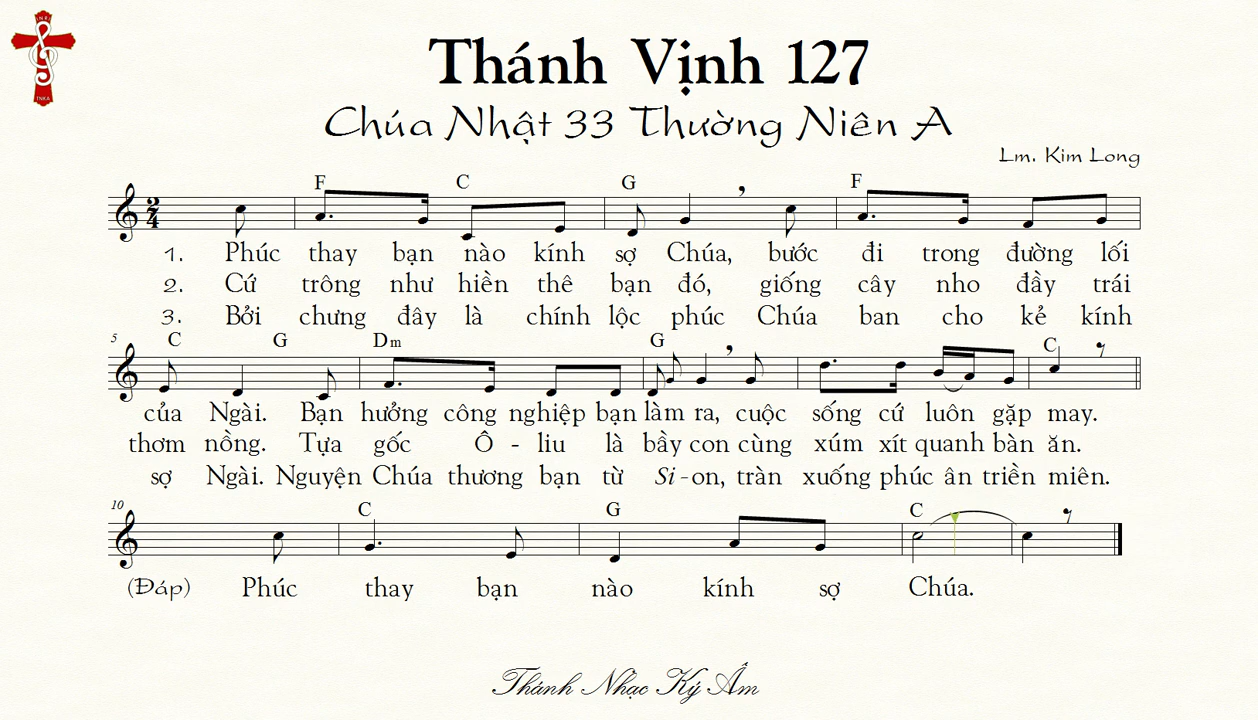 INRI
TNKA
Thánh Vịnh 127
Chúa Nhật 33 Thường Niên A
Lm. Kim Long
F C G F
2
4
1. Phúc thay bạn nào kính sợ Chúa, bước đi trong đường lối
2. Cứ trông như hiền thê bạn đó, giống cây nho đầy trái
3. Bởi chưng đây là chính lộc phúc Chúa ban cho kẻ kính
5 C G Dm G C
của Ngài. Bạn hưởng công nghiệp bạn làm ra, cuộc sống cứ luôn gặp may.
thơm nồng. Tựa gốc Ô - liu là bầy con cùng xúm xít quanh bàn ăn.
sợ Ngài. Nguyện Chúa thương bạn từ Si - on, tràn xuống phúc ân triền miên.
10 C G C
(Đáp) Phúc thay bạn nào kính sợ Chúa.
Thánh Nhạc Ký Âm